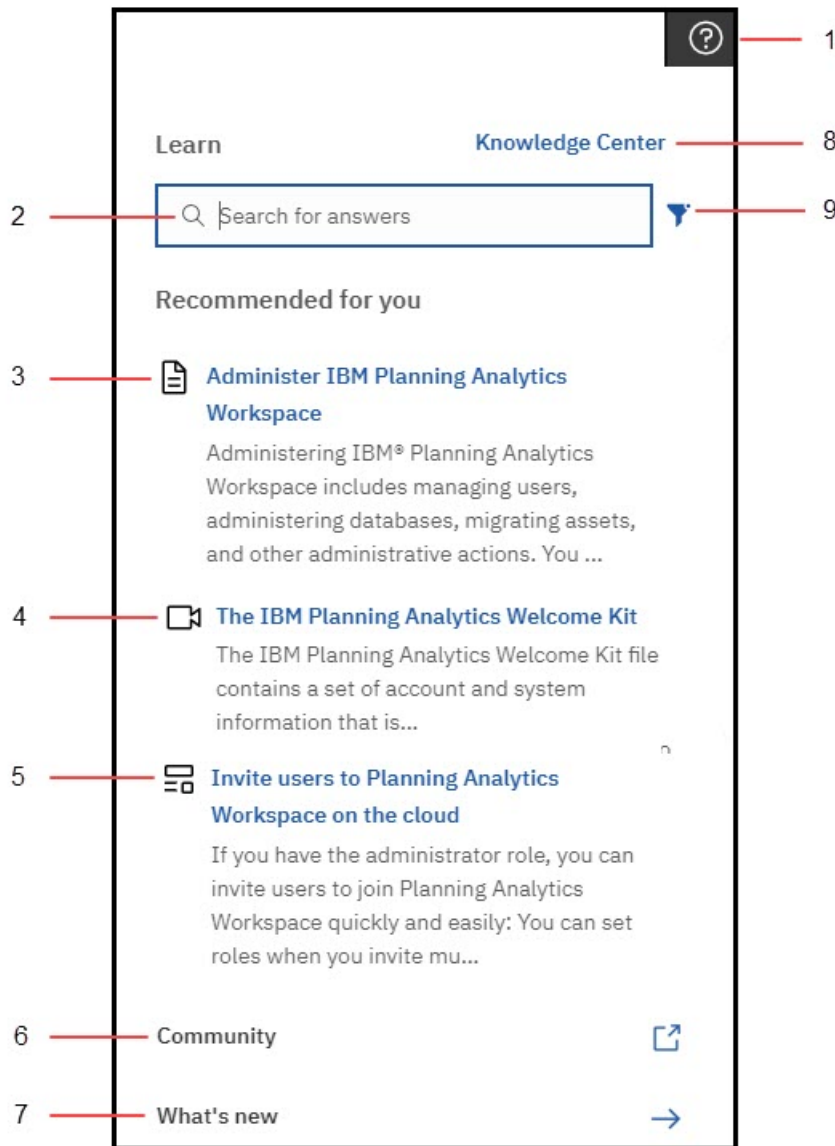 ? 1
Learn Knowledge Center 8
2 Search for answers 9
Recommended for you
3 Administer IBM Planning Analytics
Workspace
Administering IBM® Planning Analytics
Workspace includes managing users,
administering databases, migrating assets,
and other administrative actions. You ...
4 The IBM Planning Analytics Welcome Kit
The IBM Planning Analytics Welcome Kit file
contains a set of account and system
information that is...
5 Invite users to Planning Analytics
Workspace on the cloud
If you have the administrator role, you can
invite users to join Planning Analytics
Workspace quickly and easily: You can set
roles when you invite mu...
6 Community
7 What's new